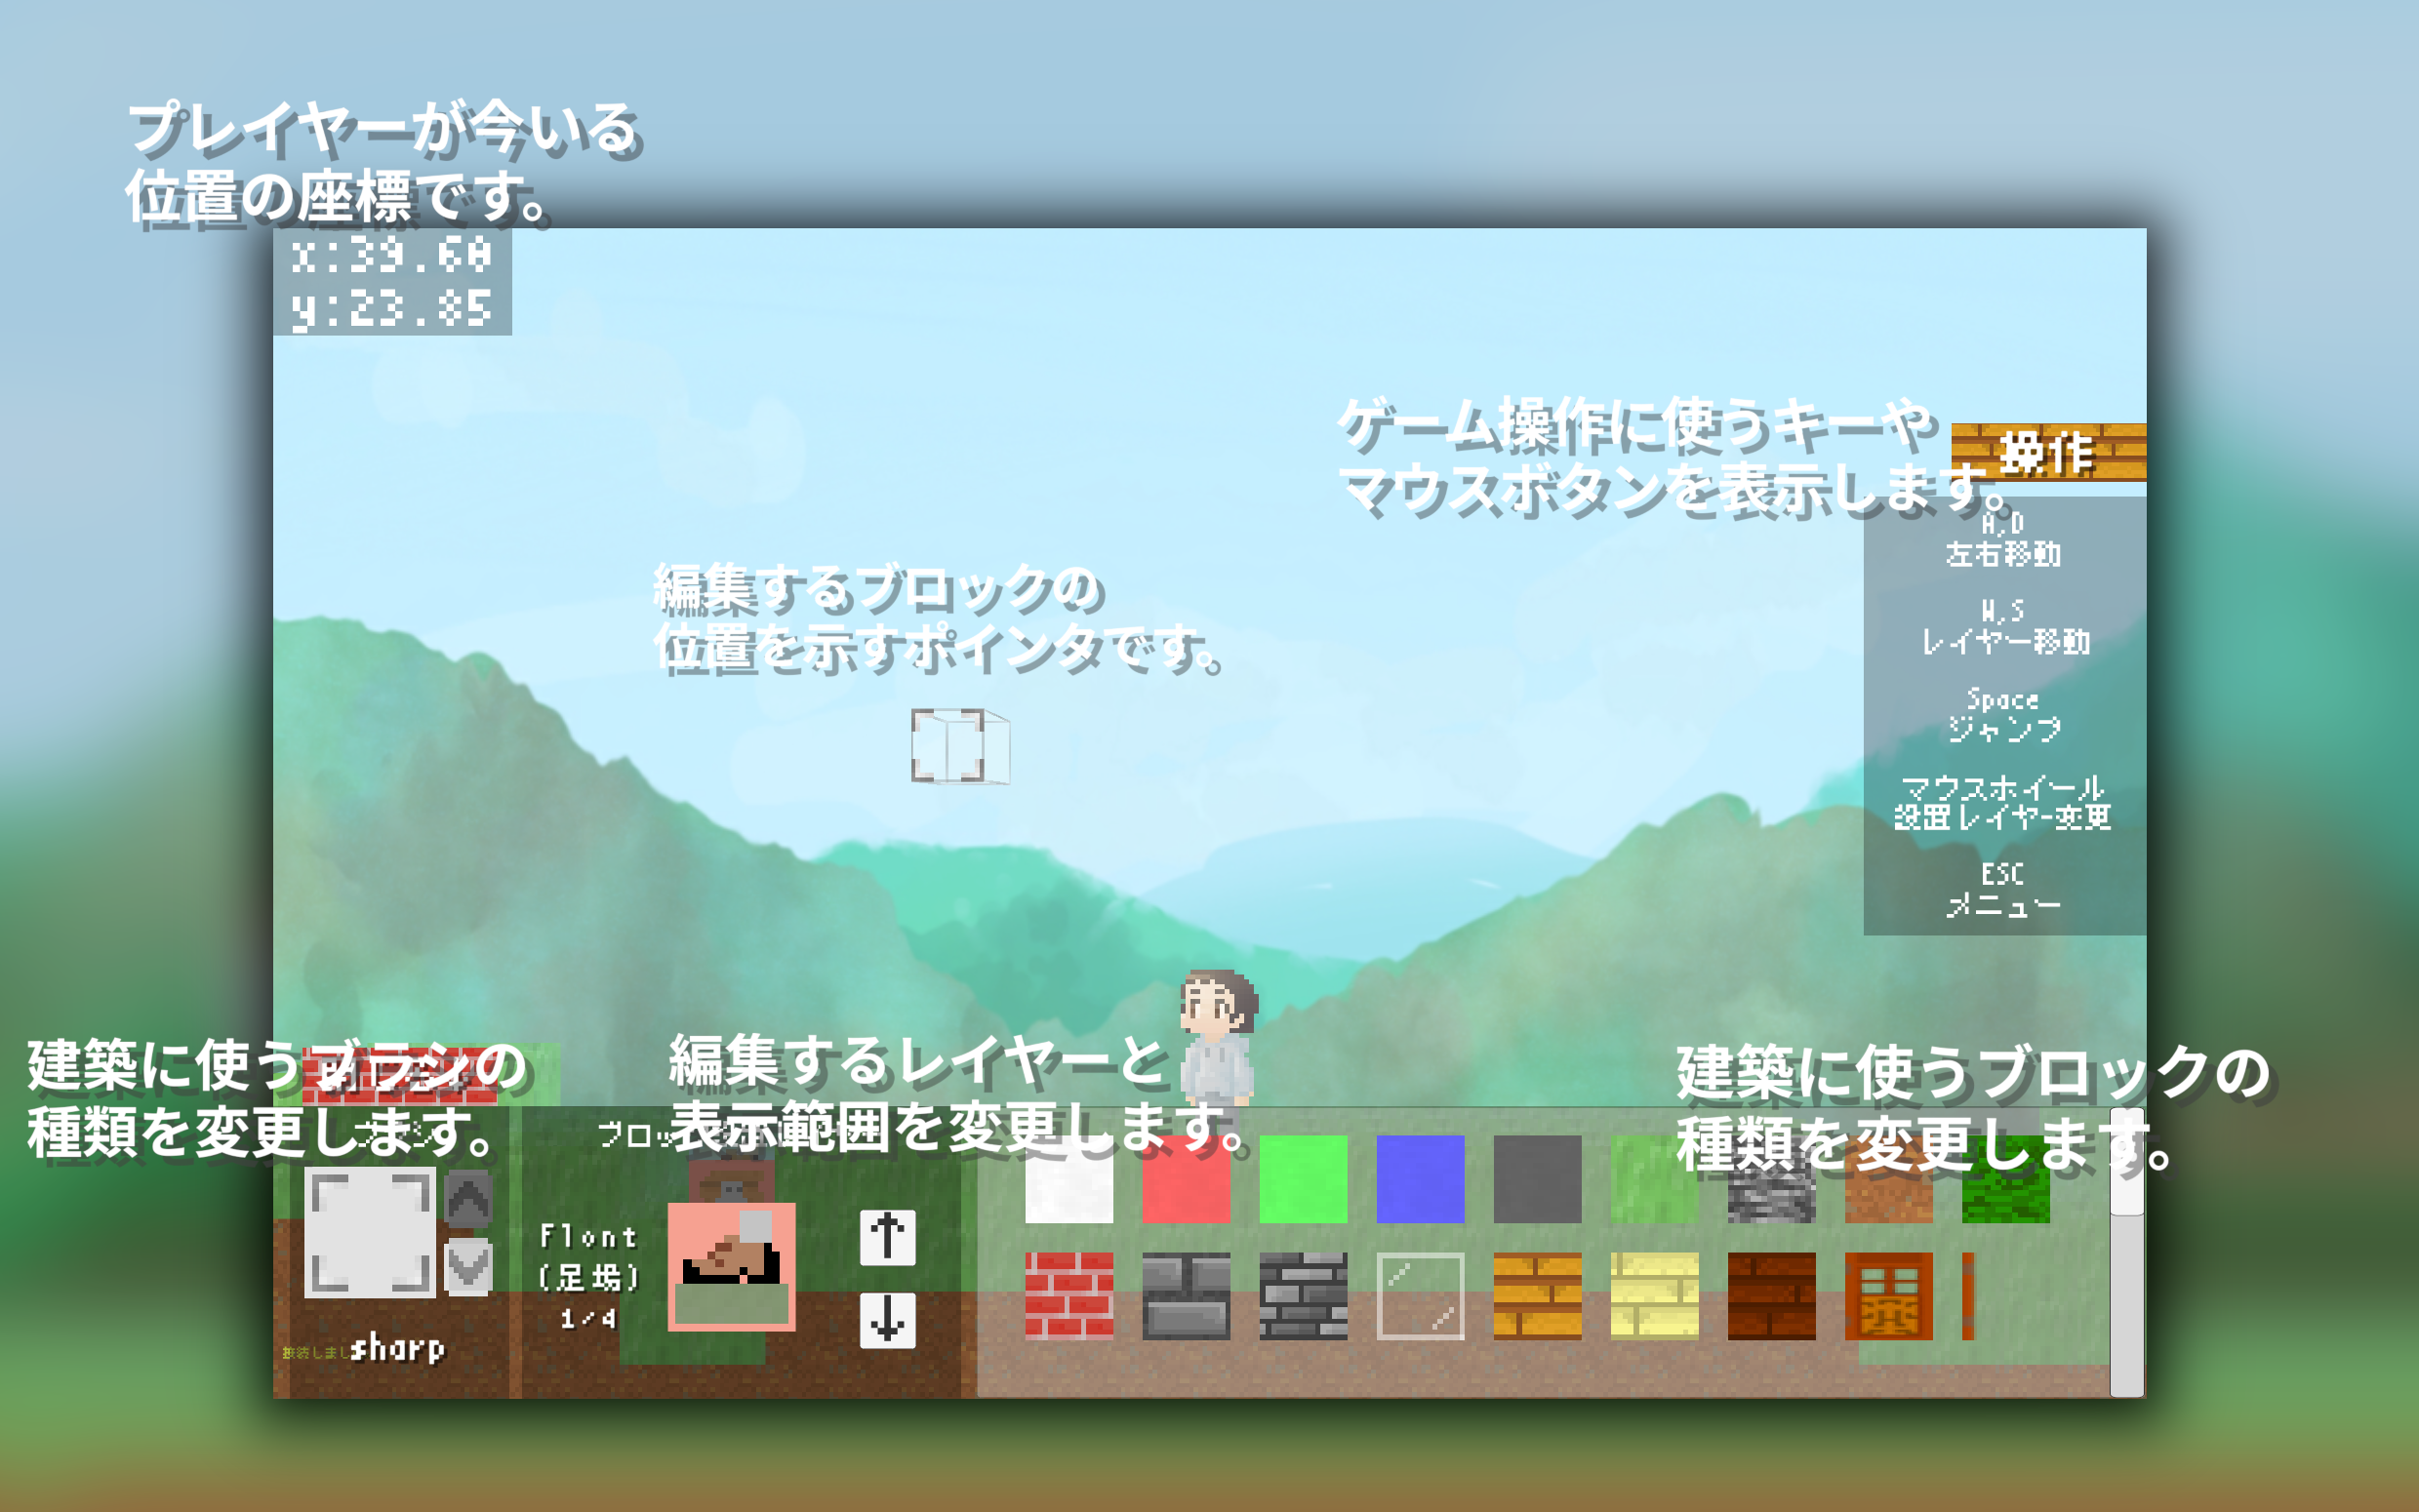 プレイヤーが今いる
位置の座標です。
x:39.60
y:23.85
ゲーム操作に使うキーや
マウスボタンを表示します。
操作
A,D
左右移動
W,S
レイヤー移動
Space
ジャンプ
マウスホイール
設置レイヤー変更
ESC
メニュー
編集するブロックの
位置を示すポインタです。
建築に使うブラシの
種類を変更します。
編集するレイヤーと
表示範囲を変更します。
建築に使うブロックの
種類を変更します。
Flont
(足場)
1/4
sharp